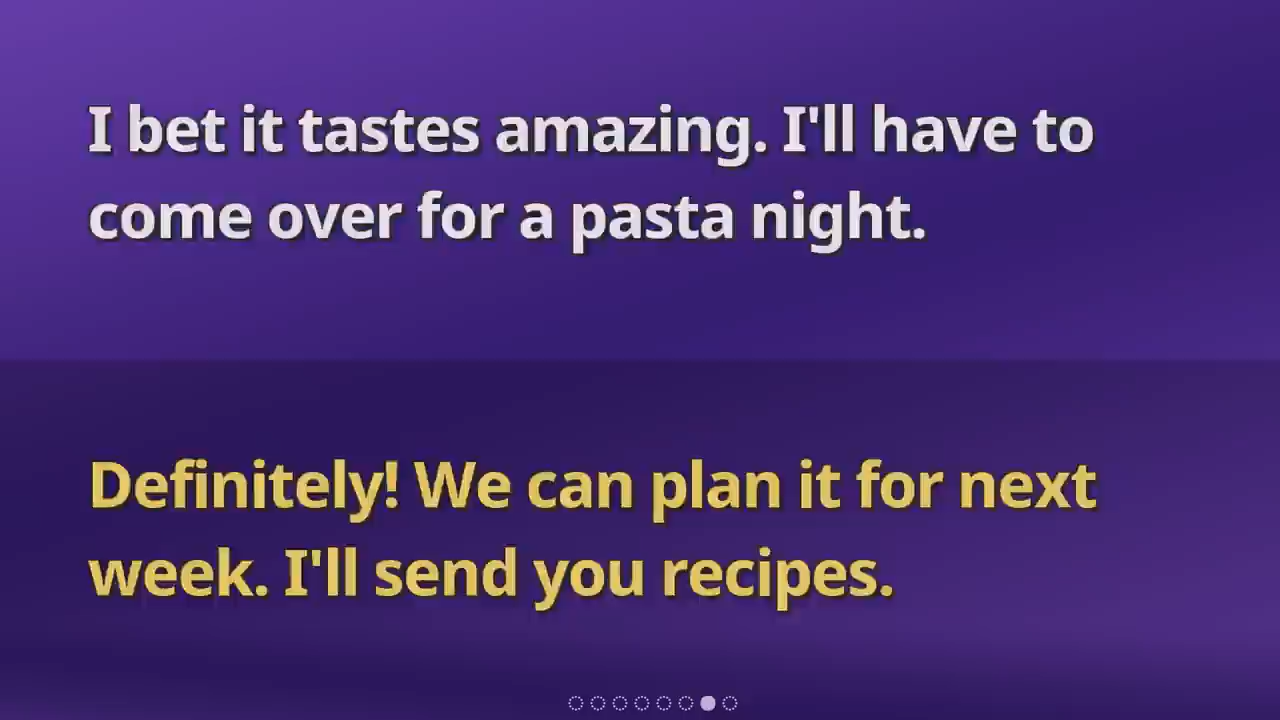 I bet it tastes amazing. I'll have to
come over for a pasta night.
Definitely! We can plan it for next
week. I'll send you recipes.